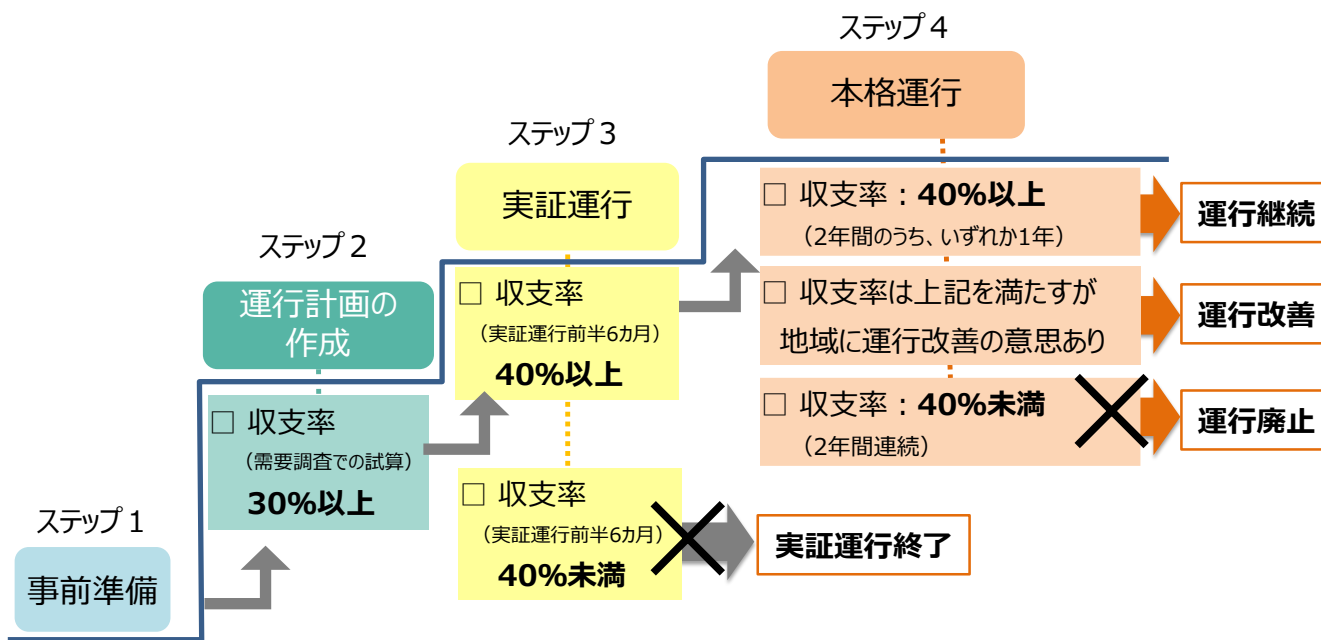 ステップ１
事前準備
ステップ２
運行計画の
作成
□ 収支率
（需要調査での試算）
30%以上
ステップ３
実証運行
□ 収支率
（実証運行前半6カ月）
40%以上
□ 収支率
（実証運行前半6カ月）
40%未満
実証運行終了
ステップ４
本格運行
□ 収支率：40%以上
（2年間のうち、いずれか1年）
運行継続
□ 収支率は上記を満たすが
地域に運行改善の意思あり
運行改善
□ 収支率：40%未満
（2年間連続）
運行廃止